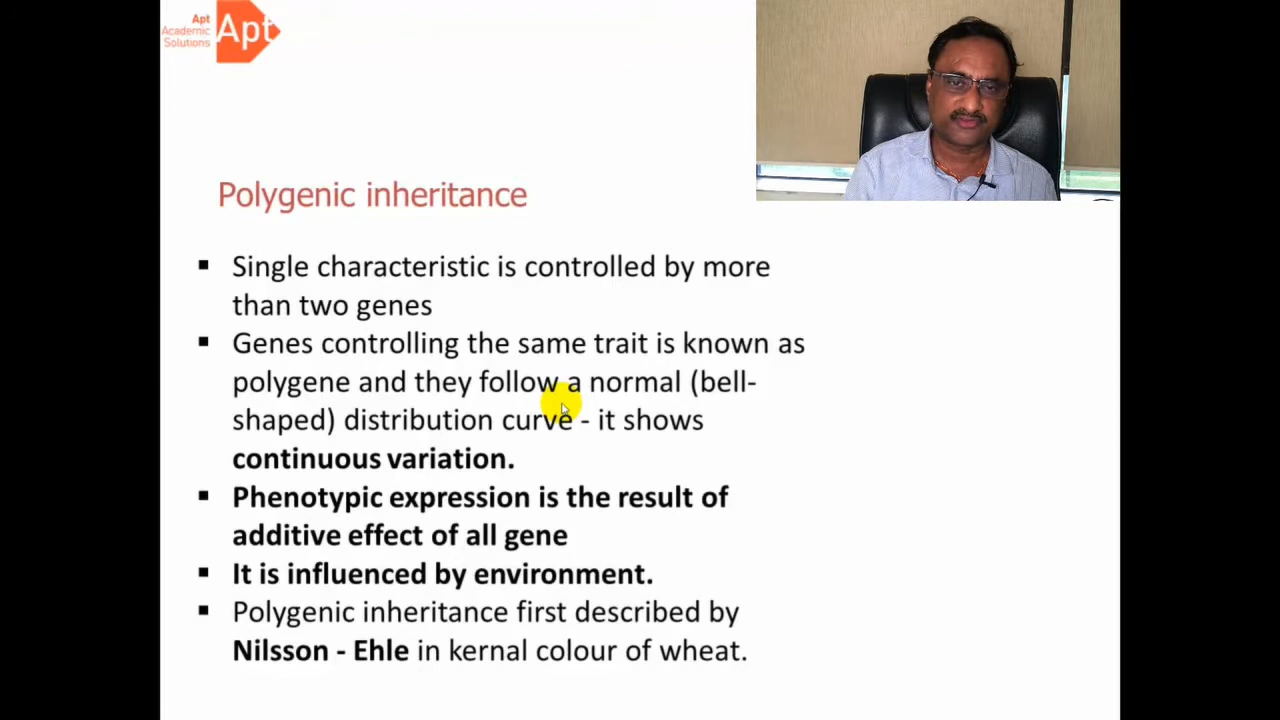 Apt
Academic
Solutions
Apt
Polygenic inheritance
▪ Single characteristic is controlled by more
than two genes
▪ Genes controlling the same trait is known as
polygene and they follow a normal (bell-
shaped) distribution curve - it shows
continuous variation.
▪ Phenotypic expression is the result of
additive effect of all gene
▪ It is influenced by environment.
▪ Polygenic inheritance first described by
Nilsson - Ehle in kernal colour of wheat.